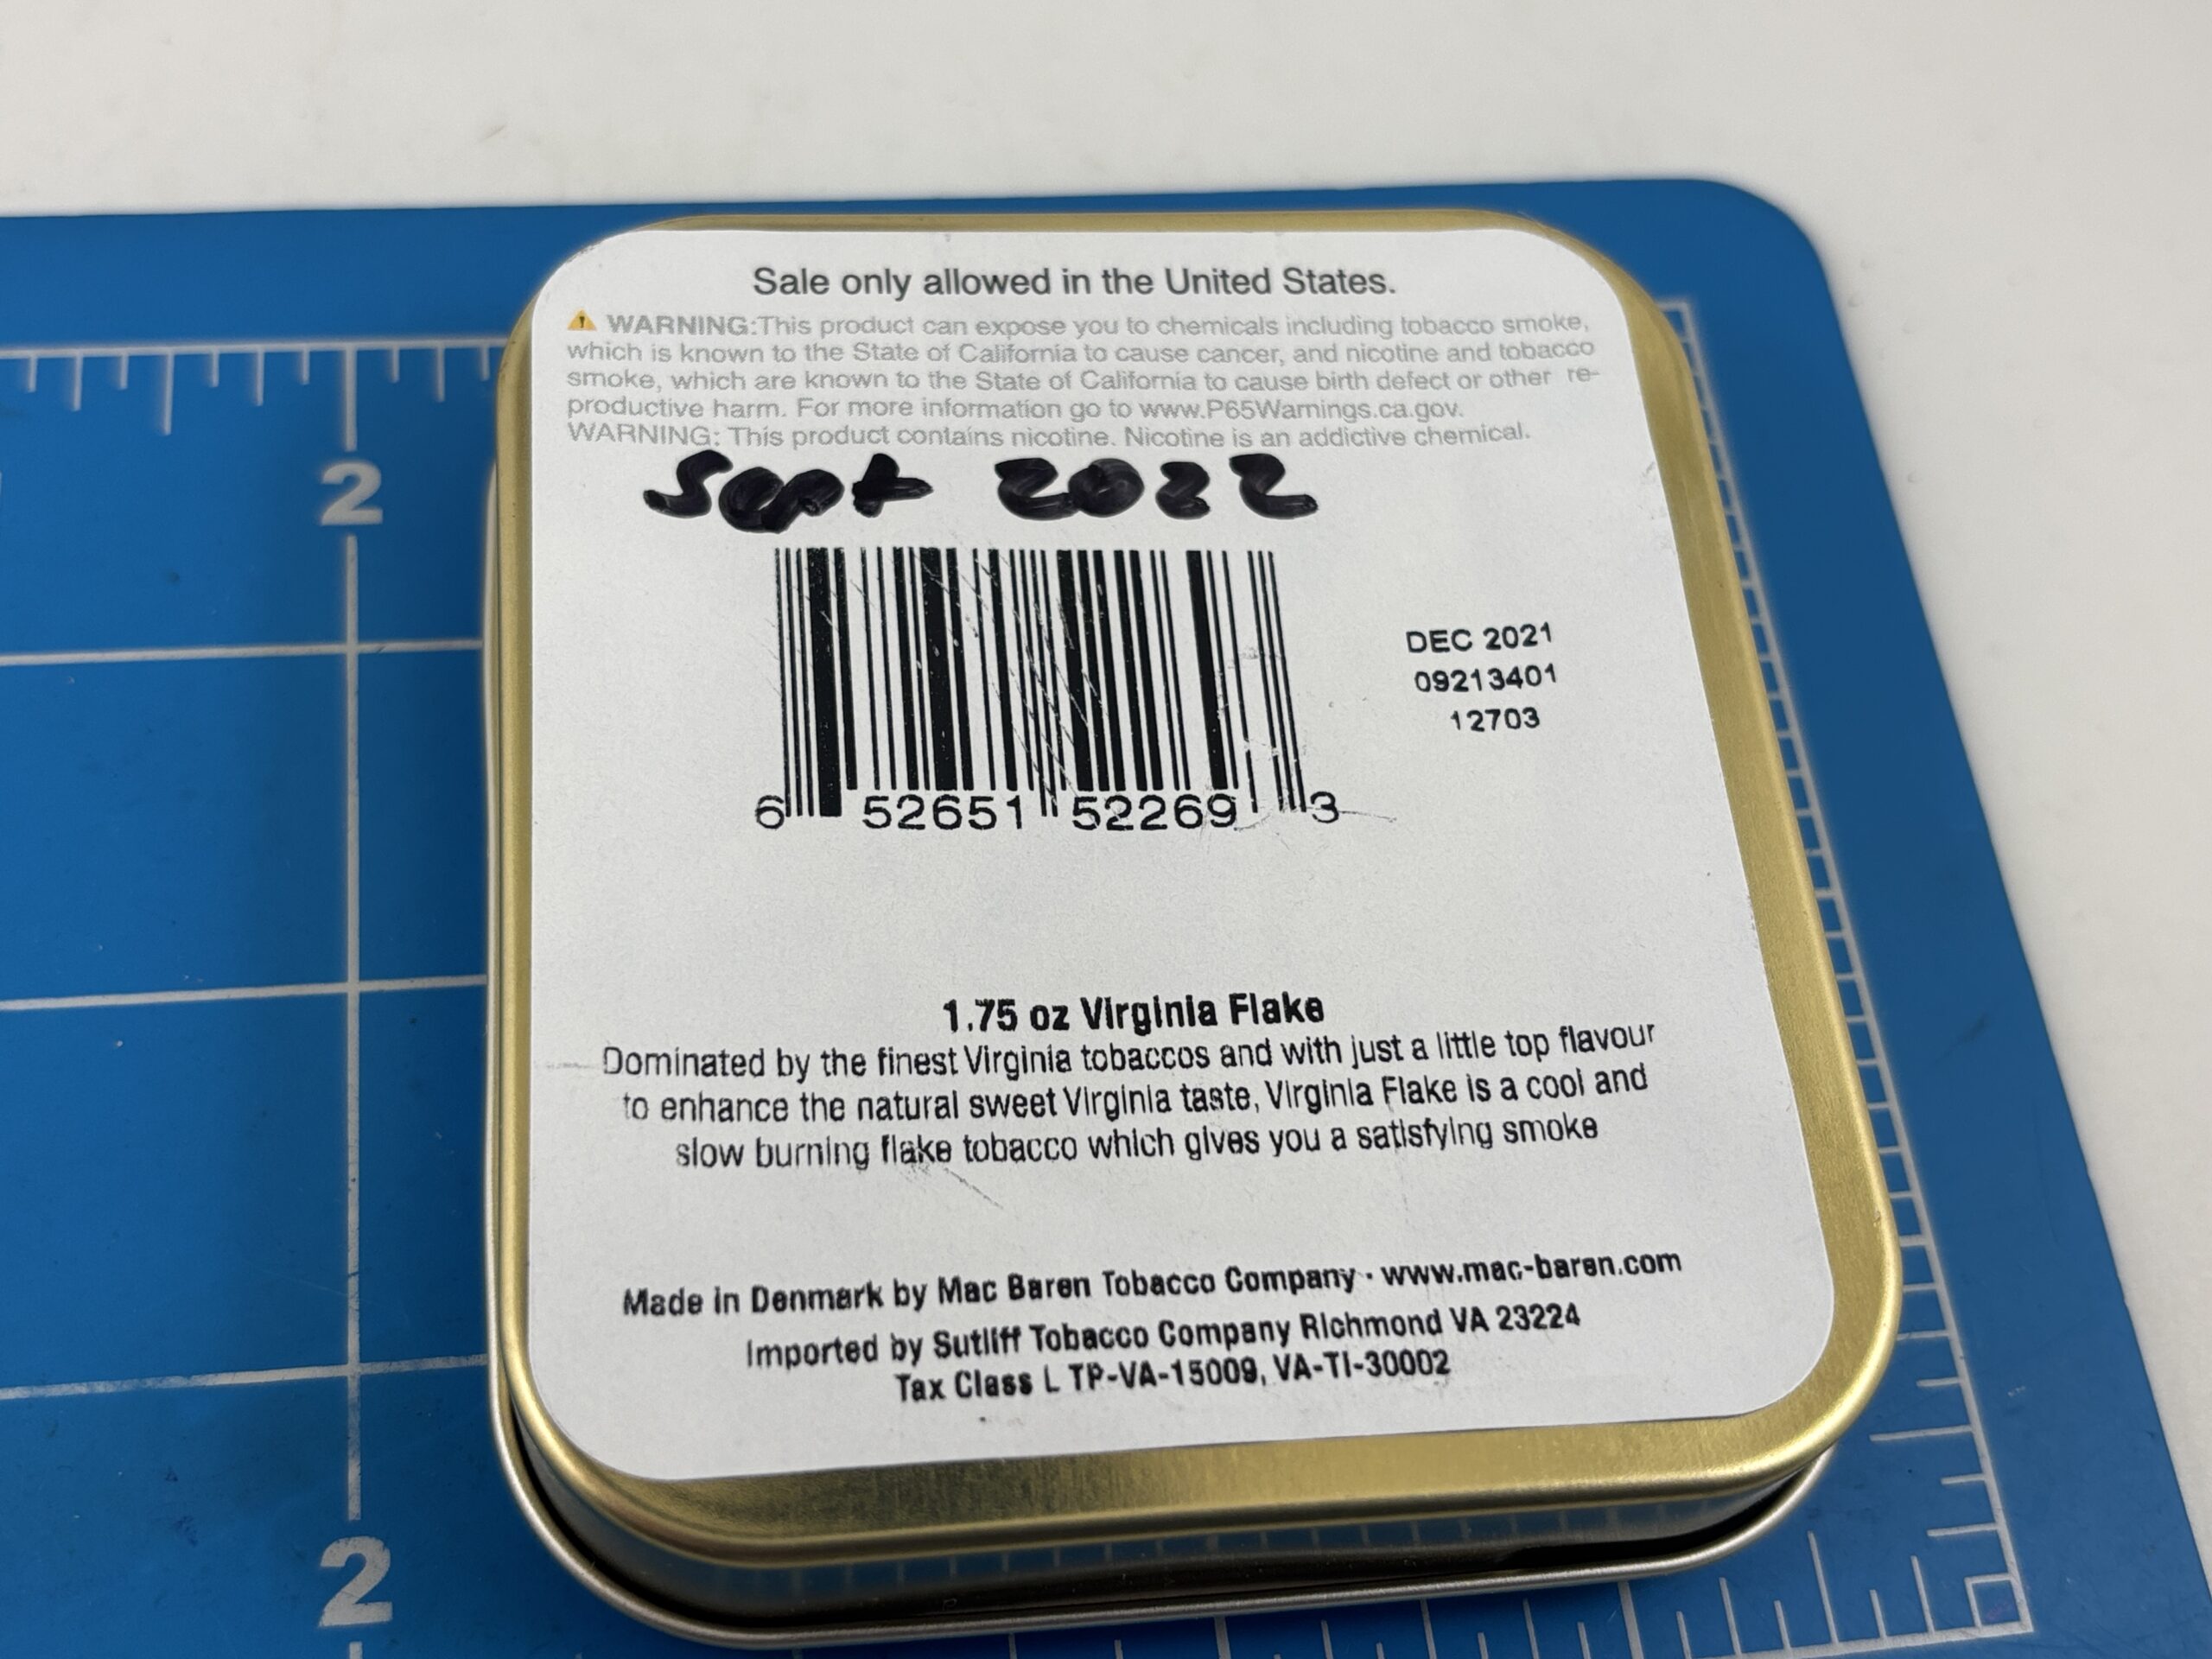 Sale only allowed in the United States.
⚠ WARNING:This product can expose you to chemicals including tobacco smoke,
which is known to the State of California to cause cancer, and nicotine and tobacco
smoke, which are known to the State of California to cause birth defect or other re-
productive harm. For more information go to www.P65Warnings.ca.gov.
WARNING: This product contains nicotine. Nicotine is an addictive chemical.
Sept 2022
2
DEC 2021
09213401
12703
6 52651 52269 3
1.75 oz Virginia Flake
Dominated by the finest Virginia tobaccos and with just a little top flavour
to enhance the natural sweet Virginia taste, Virginia Flake is a cool and
slow burning flake tobacco which gives you a satisfying smoke
Made in Denmark by Mac Baren Tobacco Company · www.mac-baren.com
Imported by Sutliff Tobacco Company Richmond VA 23224
Tax Class L TP-VA-15009, VA-TI-30002
2